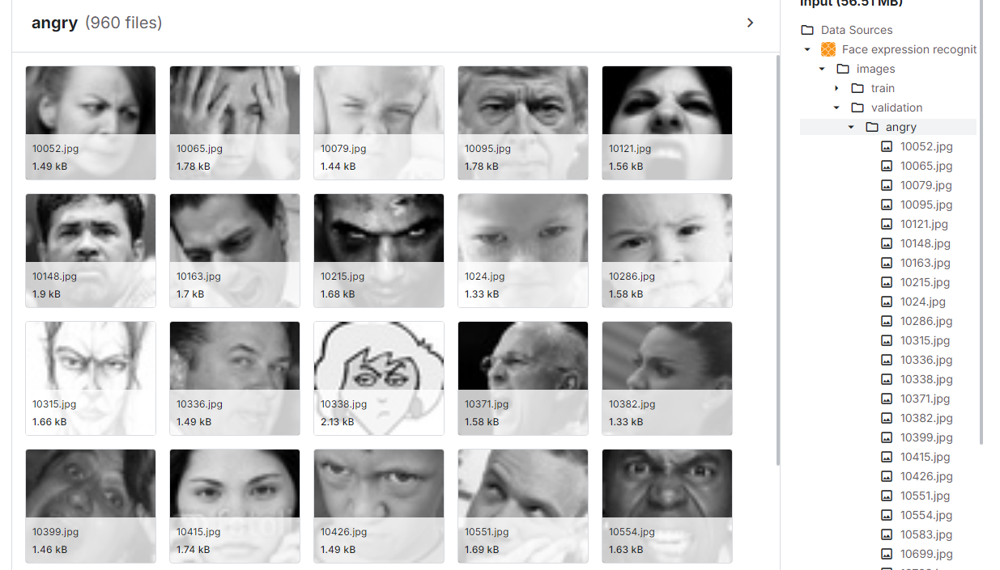 angry (960 files)
10052.jpg
1.49 kB
10065.jpg
1.78 kB
10079.jpg
1.44 kB
10095.jpg
1.78 kB
10121.jpg
1.56 kB
10148.jpg
1.9 kB
10163.jpg
1.7 kB
10215.jpg
1.68 kB
1024.jpg
1.33 kB
10286.jpg
1.58 kB
10315.jpg
1.66 kB
10336.jpg
1.49 kB
10338.jpg
2.13 kB
10371.jpg
1.58 kB
10382.jpg
1.33 kB
10399.jpg
1.46 kB
10415.jpg
1.74 kB
10426.jpg
1.49 kB
10551.jpg
1.69 kB
10554.jpg
1.63 kB
Input (56.51 MB)
Data Sources
Face expression recognit
images
train
validation
angry
10052.jpg
10065.jpg
10079.jpg
10095.jpg
10121.jpg
10148.jpg
10163.jpg
10215.jpg
1024.jpg
10286.jpg
10315.jpg
10336.jpg
10338.jpg
10371.jpg
10382.jpg
10399.jpg
10415.jpg
10426.jpg
10551.jpg
10554.jpg
10583.jpg
10699.jpg